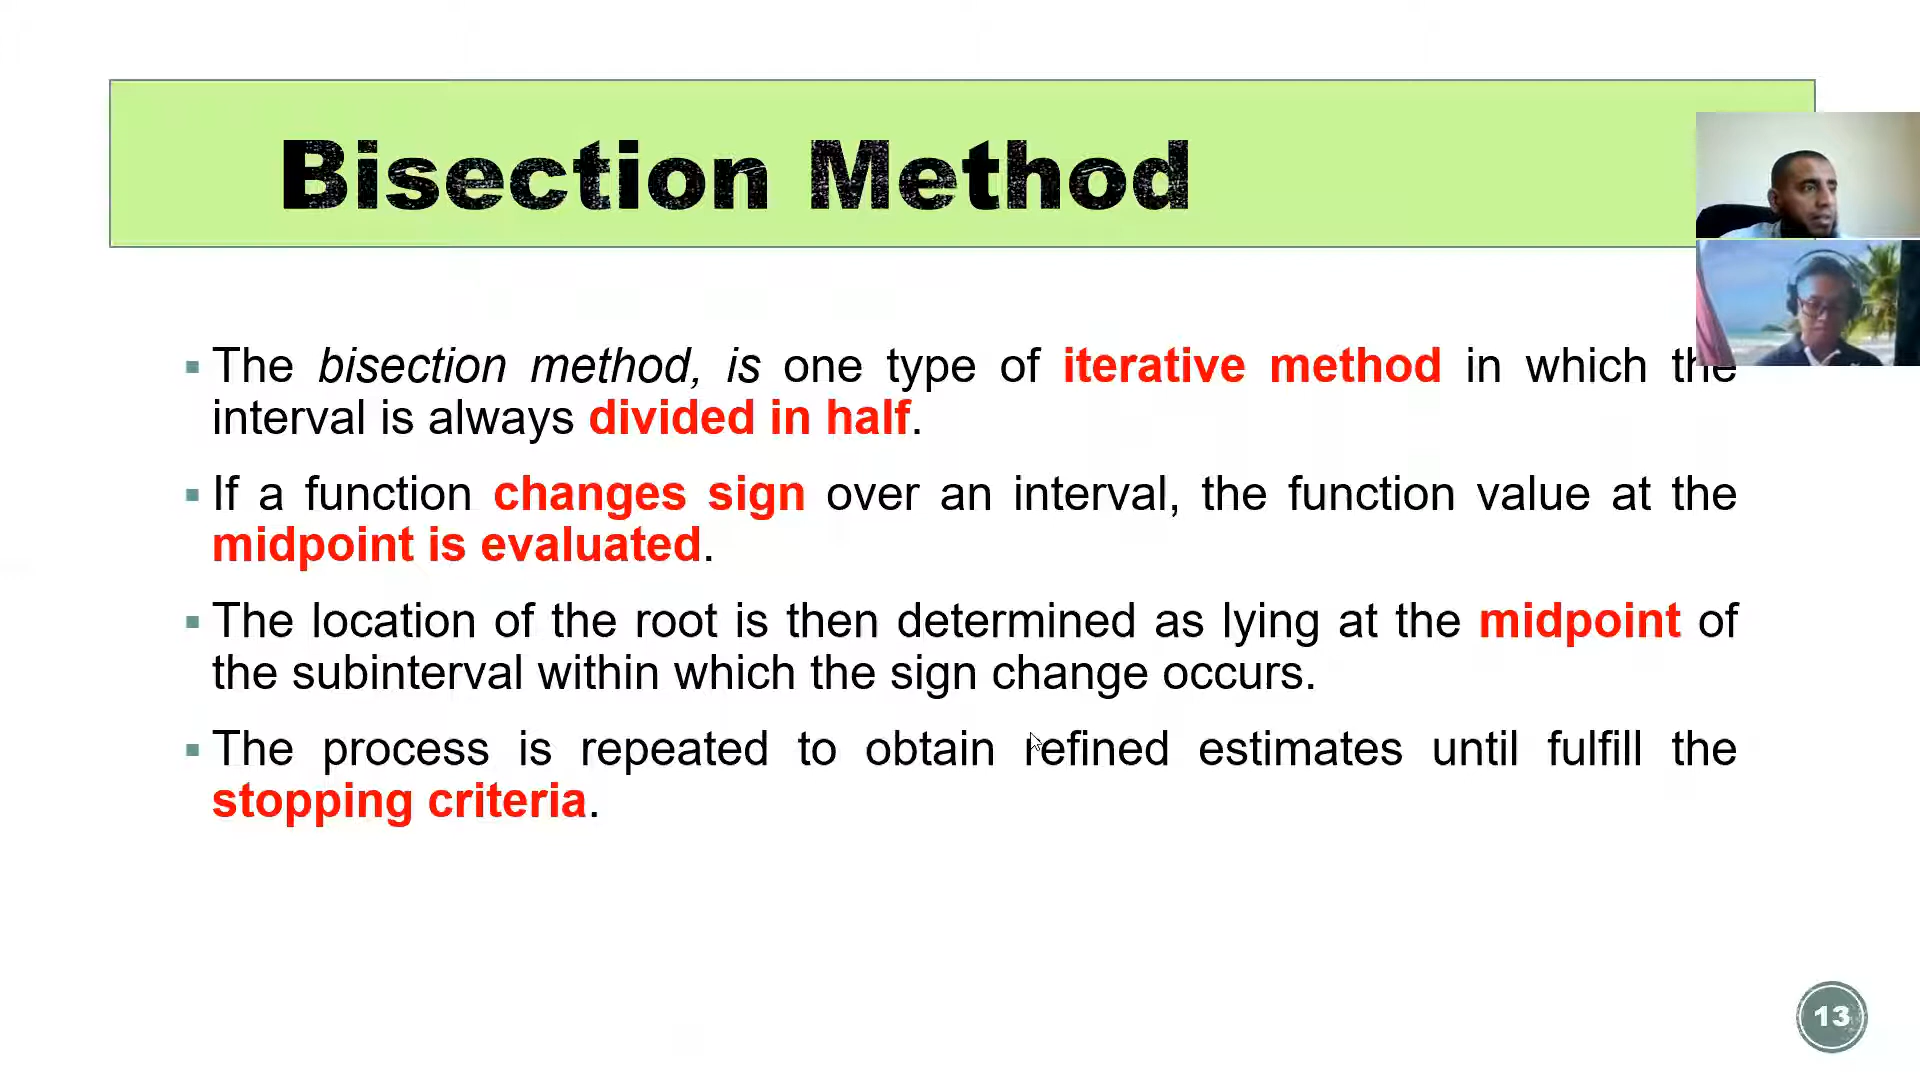 Bisection Method
▪ The bisection method, is one type of iterative method in which the
interval is always divided in half.
▪ If a function changes sign over an interval, the function value at the
midpoint is evaluated.
▪ The location of the root is then determined as lying at the midpoint of
the subinterval within which the sign change occurs.
▪ The process is repeated to obtain refined estimates until fulfill the
stopping criteria.
13